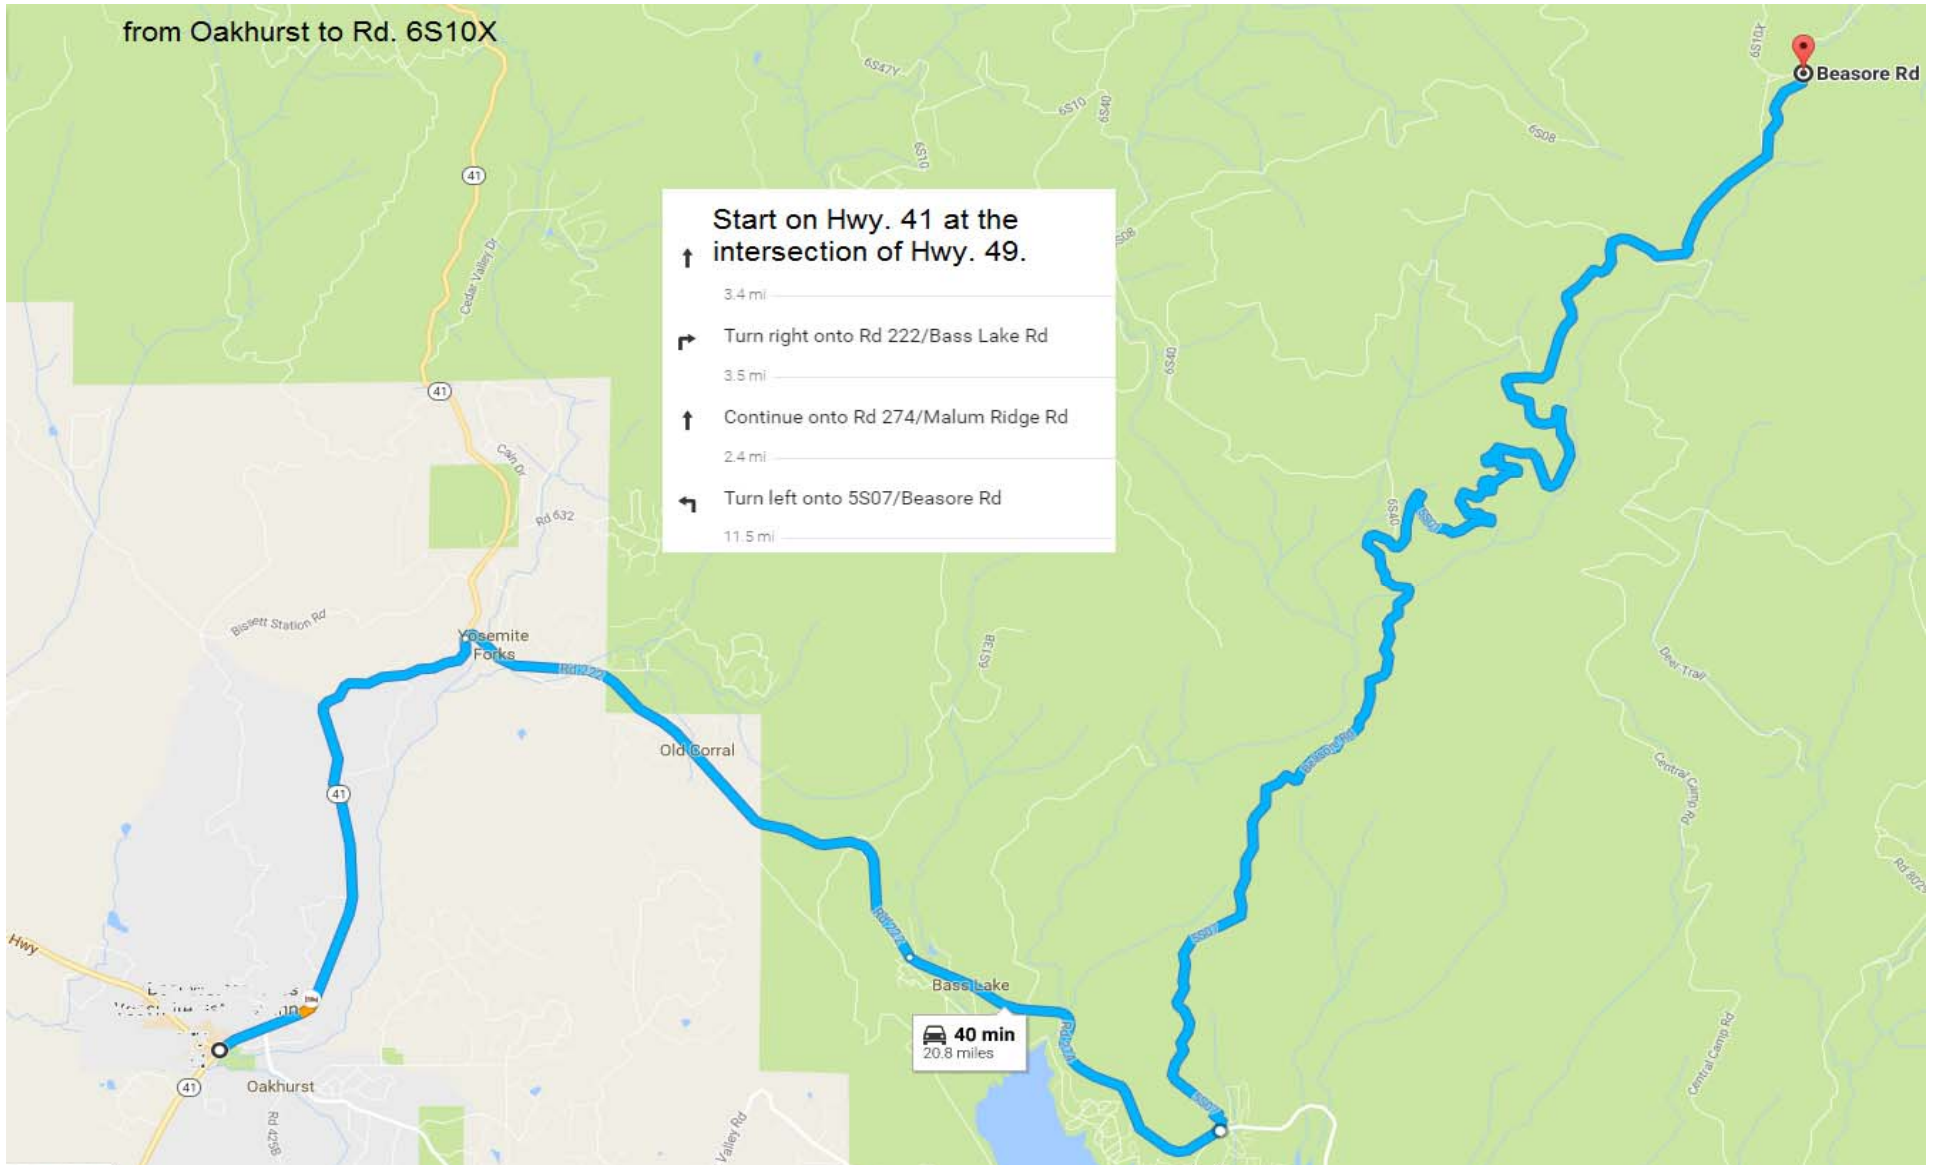 from Oakhurst to Rd. 6S10X
6S10X
Beasore Rd
6S47Y
6S10
6S40
6S08
6S10
41
Start on Hwy. 41 at the
intersection of Hwy. 49.
3.4 mi
Turn right onto Rd 222/Bass Lake Rd
3.5 mi
Continue onto Rd 274/Malum Ridge Rd
2.4 mi
Turn left onto 5S07/Beasore Rd
11.5 mi
6S08
Cedar Valley Dr
6S40
41
Cain Dr
Rd 632
6S40
5S07
Bissett Station Rd
Yosemite
Forks
Rd 222
6S13B
Deer Trail
Old Corral
Beasore Rd
Central Camp Rd
41
Rd 222
5S07
Hwy
Bass Lake
40 min
20.8 miles
Central Camp Rd
41
Oakhurst
5S07
Rd 425B
Valley Rd